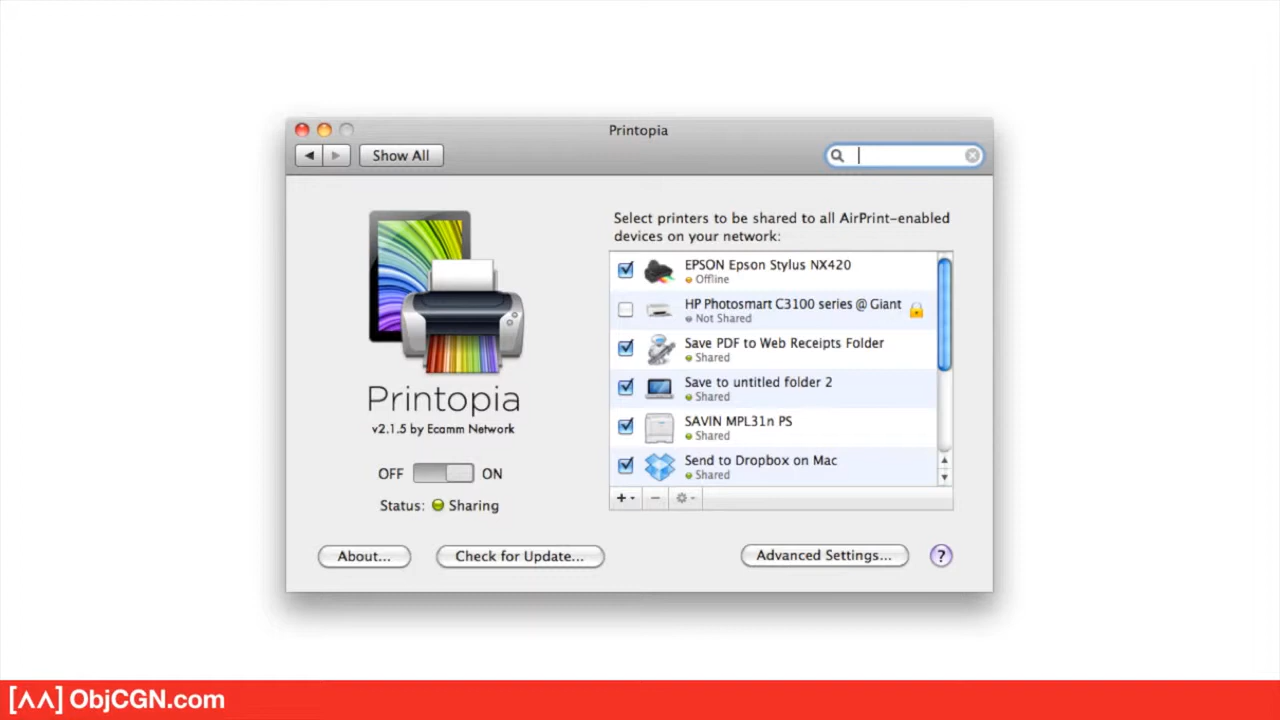 Printopia
Show All
Select printers to be shared to all AirPrint-enabled
devices on your network:
EPSON Epson Stylus NX420
Offline
HP Photosmart C3100 series @ Giant
Not Shared
Save PDF to Web Receipts Folder
Shared
Save to untitled folder 2
Shared
SAVIN MPL31n PS
Shared
Send to Dropbox on Mac
Shared
Printopia
v2.1.5 by Ecamm Network
OFF ON
Status: Sharing
About...
Check for Update...
Advanced Settings...
?
[ʌʌ] ObjCGN.com